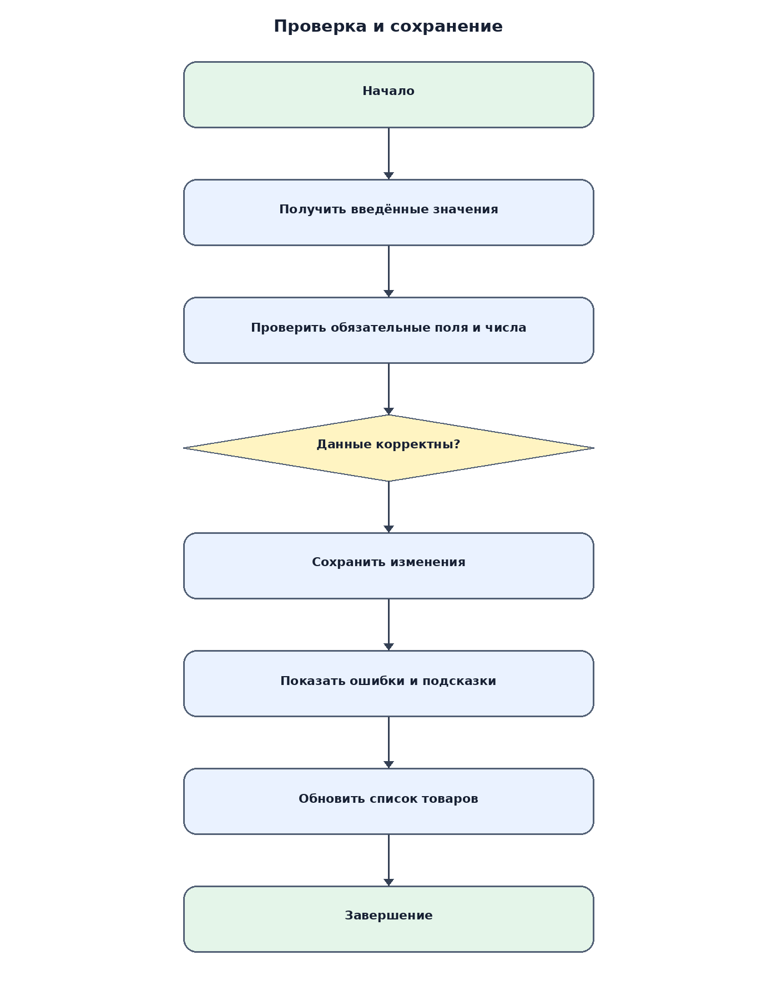 Проверка и сохранение
Начало
Получить введённые значения
Проверить обязательные поля и числа
Данные корректны?
Сохранить изменения
Показать ошибки и подсказки
Обновить список товаров
Завершение